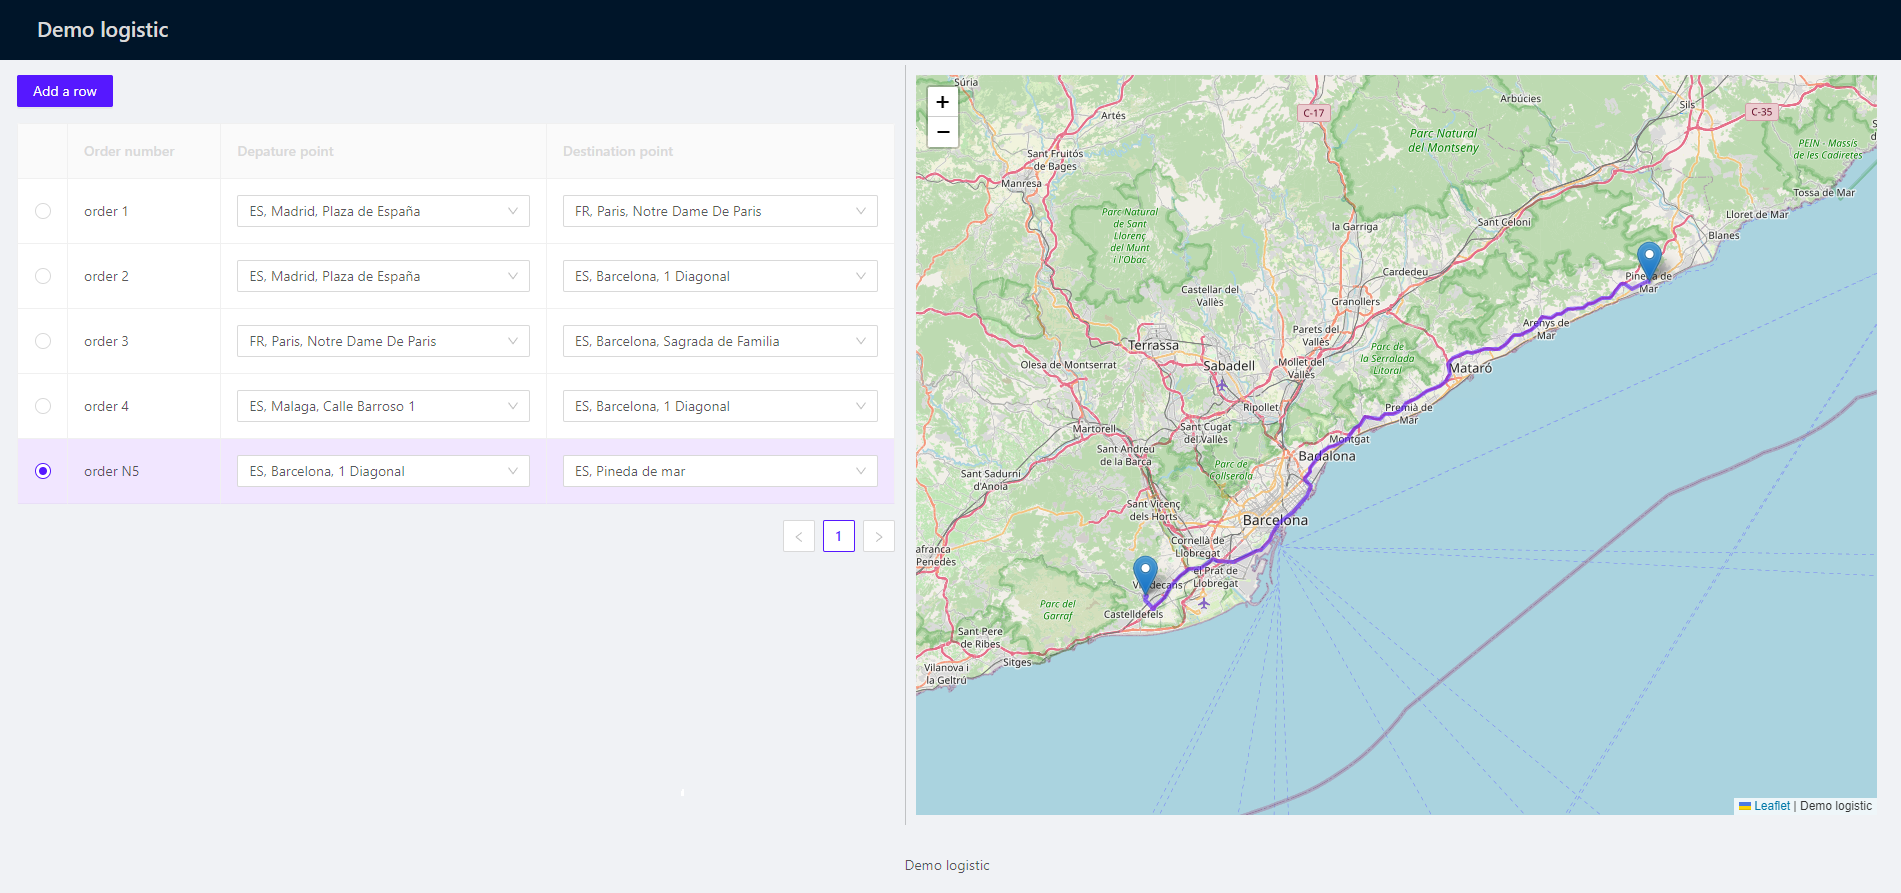 Demo logistic
Add a row
Order number Depature point Destination point
order 1 ES, Madrid, Plaza de España FR, Paris, Notre Dame De Paris
order 2 ES, Madrid, Plaza de España ES, Barcelona, 1 Diagonal
order 3 FR, Paris, Notre Dame De Paris ES, Barcelona, Sagrada de Familia
order 4 ES, Malaga, Calle Barroso 1 ES, Barcelona, 1 Diagonal
order N5 ES, Barcelona, 1 Diagonal ES, Pineda de mar
< 1 >
+
−
Súria
Artés
C-17
Arbúcies
Sils
C-35
Parc Natural
del Montseny
PEIN - Massis
de les Cadiretes
Sant Fruitós
de Bages
Manresa
Tossa de Mar
Parc Natural
de Sant
Llorenç
del Munt
i l'Obac
la Garriga
Sant Celoni
Lloret de Mar
Blanes
Cardedeu
Pineda de
Mar
Castellar del
Vallès
Granollers
Arenys de
Mar
Parets del
Vallès
Terrassa
Parc de
la Serralada
Litoral
Olesa de Montserrat
Sabadell
Mollet del
Vallès
Mataró
Ripollet
Premià de
Mar
Martorell
Sant Cugat
del Vallès
Montgat
Sant Andreu
de la Barca
Badalona
Parc de
Collserola
Sant Sadurní
d'Anoia
Sant Vicenç
dels Horts
Barcelona
Cornellà de
Llobregat
afranca
Penedès
el Prat de
Llobregat
Viladecans
Parc del
Garraf
Castelldefels
Sant Pere
de Ribes
Sitges
Vilanova i
la Geltrú
Leaflet | Demo logistic
Demo logistic